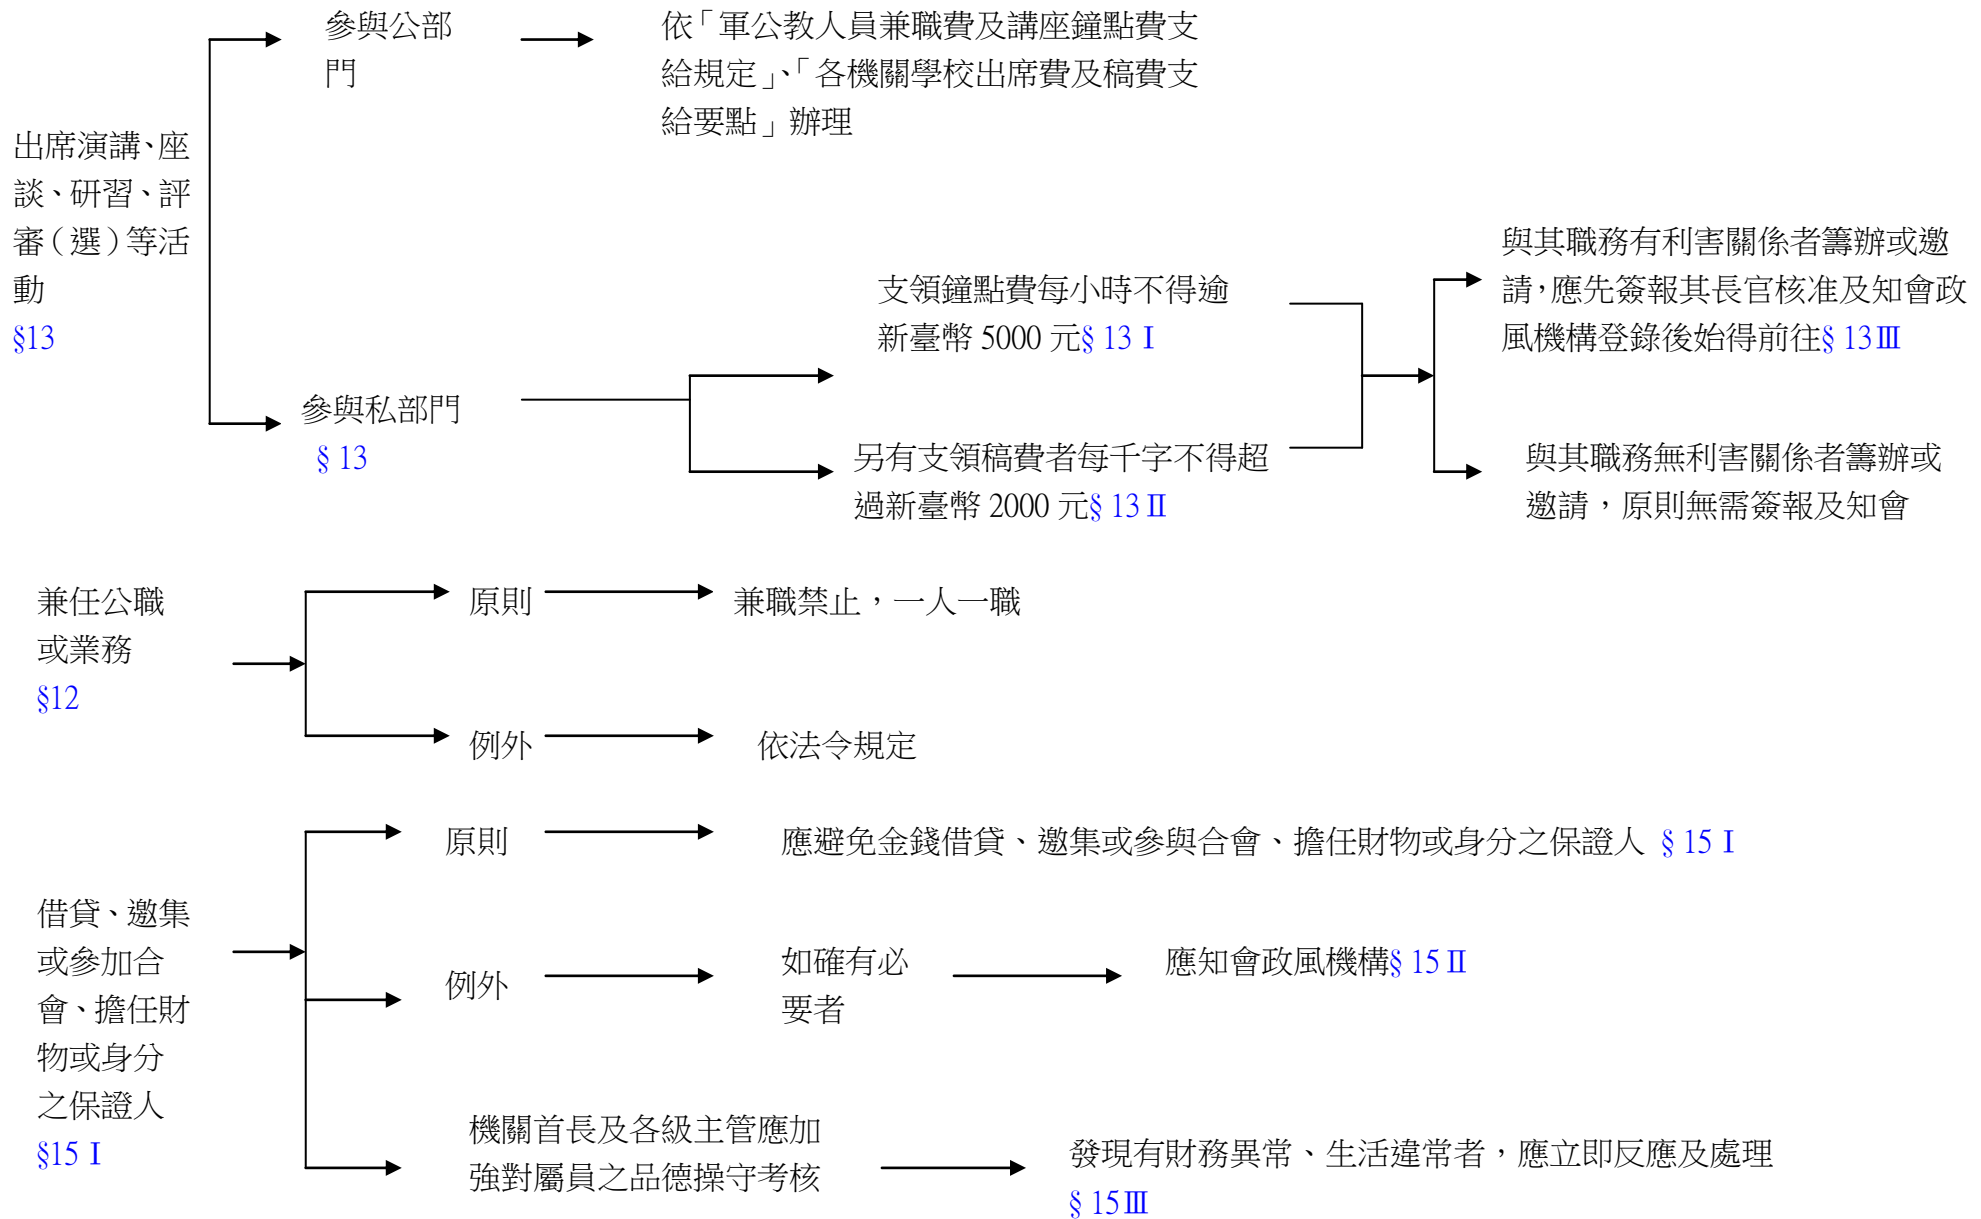 參與公部
門
依「軍公教人員兼職費及講座鐘點費支
給規定」、「各機關學校出席費及稿費支
給要點」辦理
出席演講、座
談、研習、評
審(選)等活
動
§13
參與私部門
§ 13
支領鐘點費每小時不得逾
新臺幣 5000 元§ 13 I
另有支領稿費者每千字不得超
過新臺幣 2000 元§ 13 Ⅱ
與其職務有利害關係者籌辦或邀
請,應先簽報其長官核准及知會政
風機構登錄後始得前往§ 13Ⅲ
與其職務無利害關係者籌辦或
邀請,原則無需簽報及知會
兼任公職
或業務
§12
原則
兼職禁止,一人一職
例外
依法令規定
借貸、邀集
或參加合
會、擔任財
物或身分
之保證人
§15 I
原則
應避免金錢借貸、邀集或參與合會、擔任財物或身分之保證人 § 15 I
例外
如確有必
要者
應知會政風機構§ 15 Ⅱ
機關首長及各級主管應加
強對屬員之品德操守考核
發現有財務異常、生活違常者,應立即反應及處理
§ 15Ⅲ